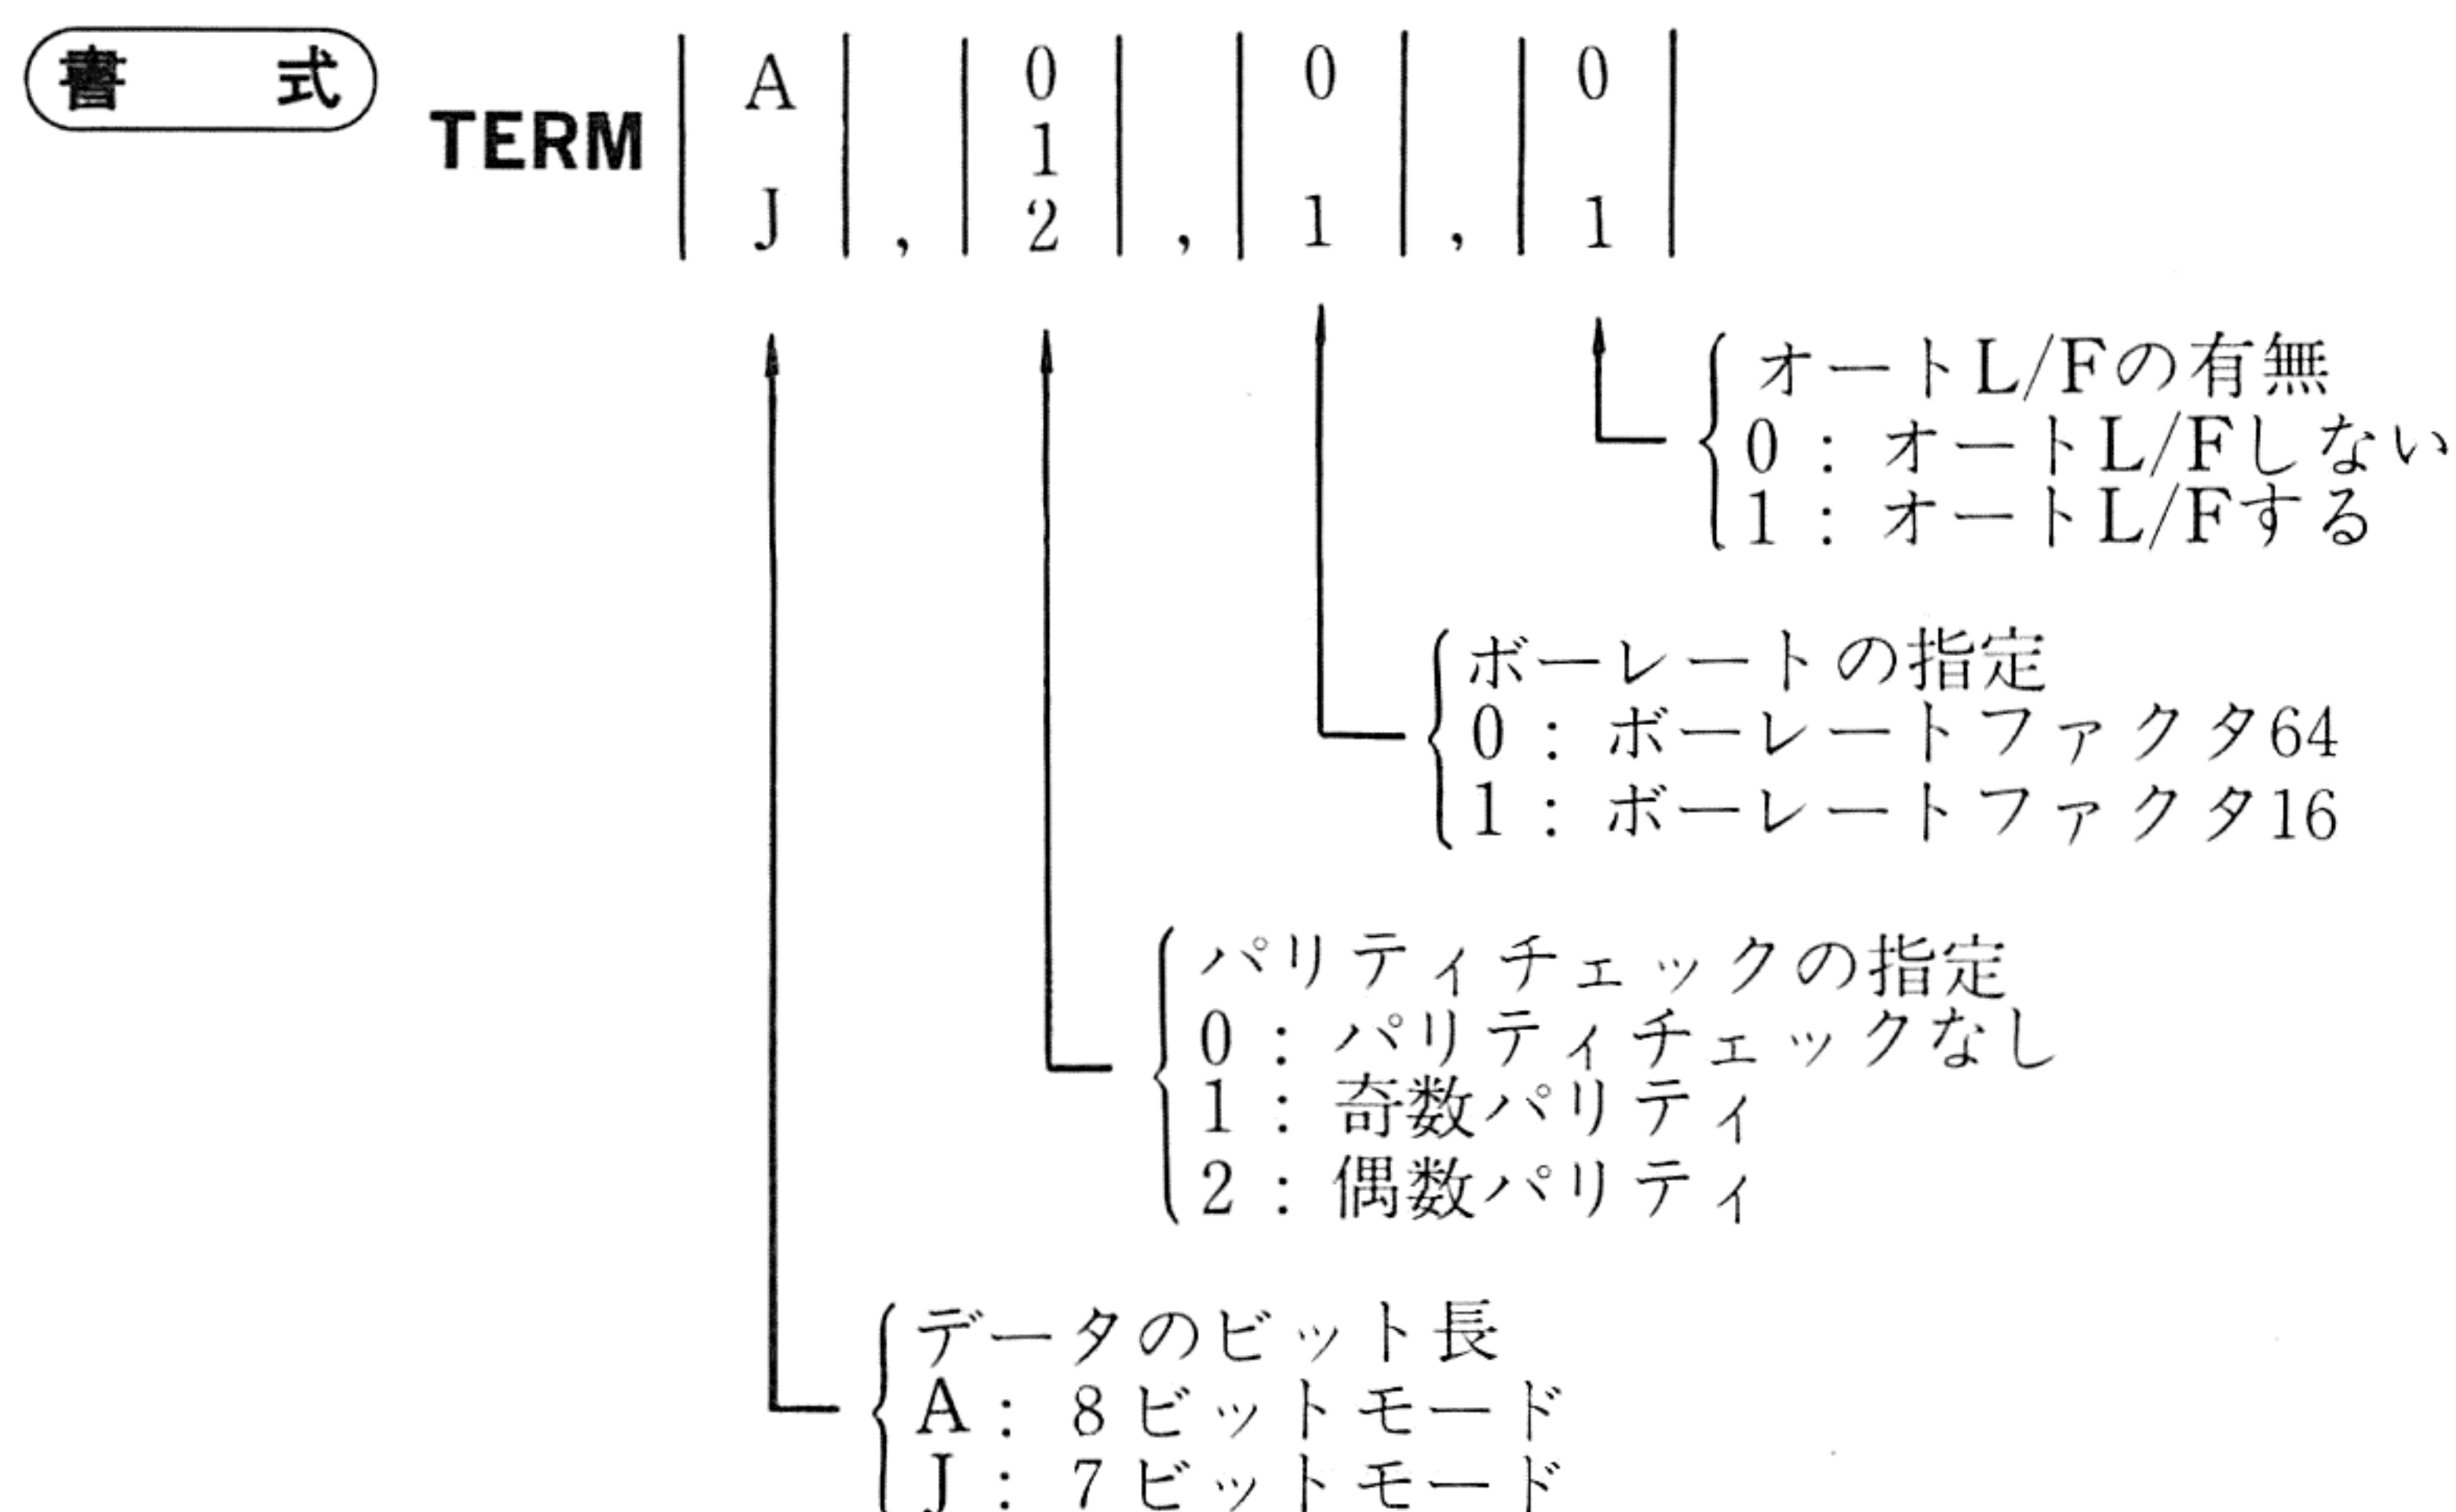 書　式
TERM | A | , | 0 | , | 0 | , | 0 |
1
J 2 1 1
オートL/Fの有無
0 : オートL/Fしない
1 : オートL/Fする
ボーレートの指定
0 : ボーレートファクタ64
1 : ボーレートファクタ16
パリティチェックの指定
0 : パリティチェックなし
1 : 奇数パリティ
2 : 偶数パリティ
データのビット長
A : 8ビットモード
J : 7ビットモード